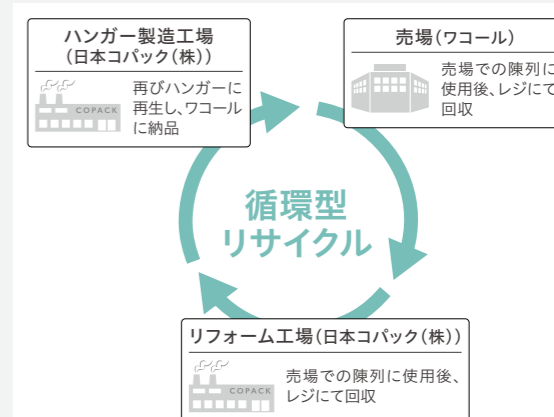 ハンガー製造工場
(日本コパック(株))
COPACK
再びハンガーに
再生し、ワコール
に納品
売場(ワコール)
売場での陳列に
使用後、レジにて
回収
循環型
リサイクル
リフォーム工場(日本コパック(株))
COPACK
売場での陳列に使用後、
レジにて回収